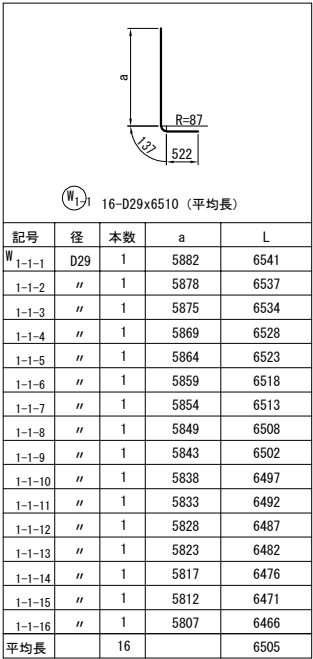 a
R=87
137
522
W1-1 16-D29x6510 (平均長)
記号 径 本数 a L
W1-1-1 D29 1 5882 6541
1-1-2 〃 1 5878 6537
1-1-3 〃 1 5875 6534
1-1-4 〃 1 5869 6528
1-1-5 〃 1 5864 6523
1-1-6 〃 1 5859 6518
1-1-7 〃 1 5854 6513
1-1-8 〃 1 5849 6508
1-1-9 〃 1 5843 6502
1-1-10 〃 1 5838 6497
1-1-11 〃 1 5833 6492
1-1-12 〃 1 5828 6487
1-1-13 〃 1 5823 6482
1-1-14 〃 1 5817 6476
1-1-15 〃 1 5812 6471
1-1-16 〃 1 5807 6466
平均長 16 6505